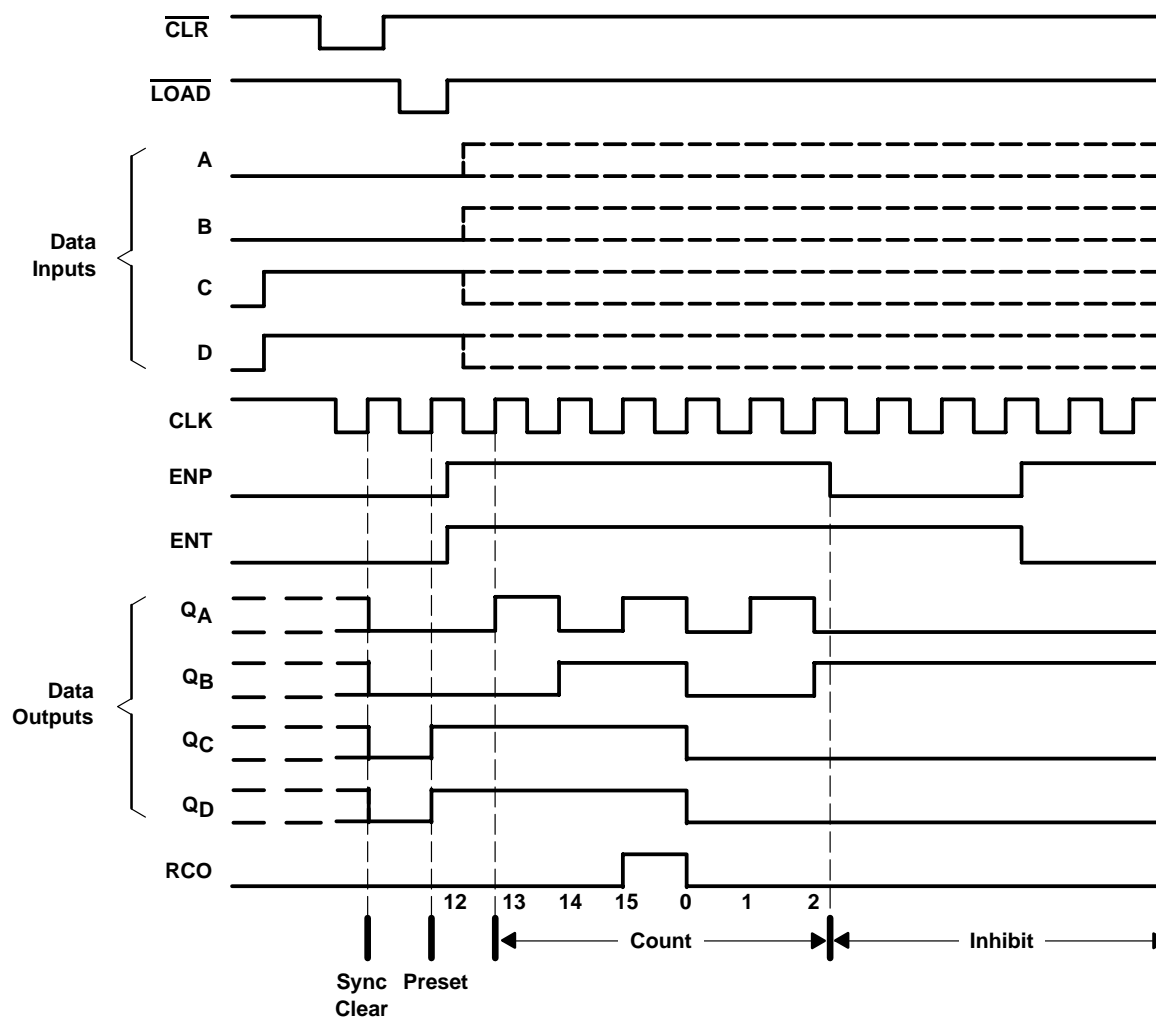 CLR
LOAD
A
B
Data
Inputs
C
D
CLK
ENP
ENT
QA
QB
Data
Outputs
QC
QD
RCO
12 13 14 15 0 1 2
Count Inhibit
Sync Preset
Clear